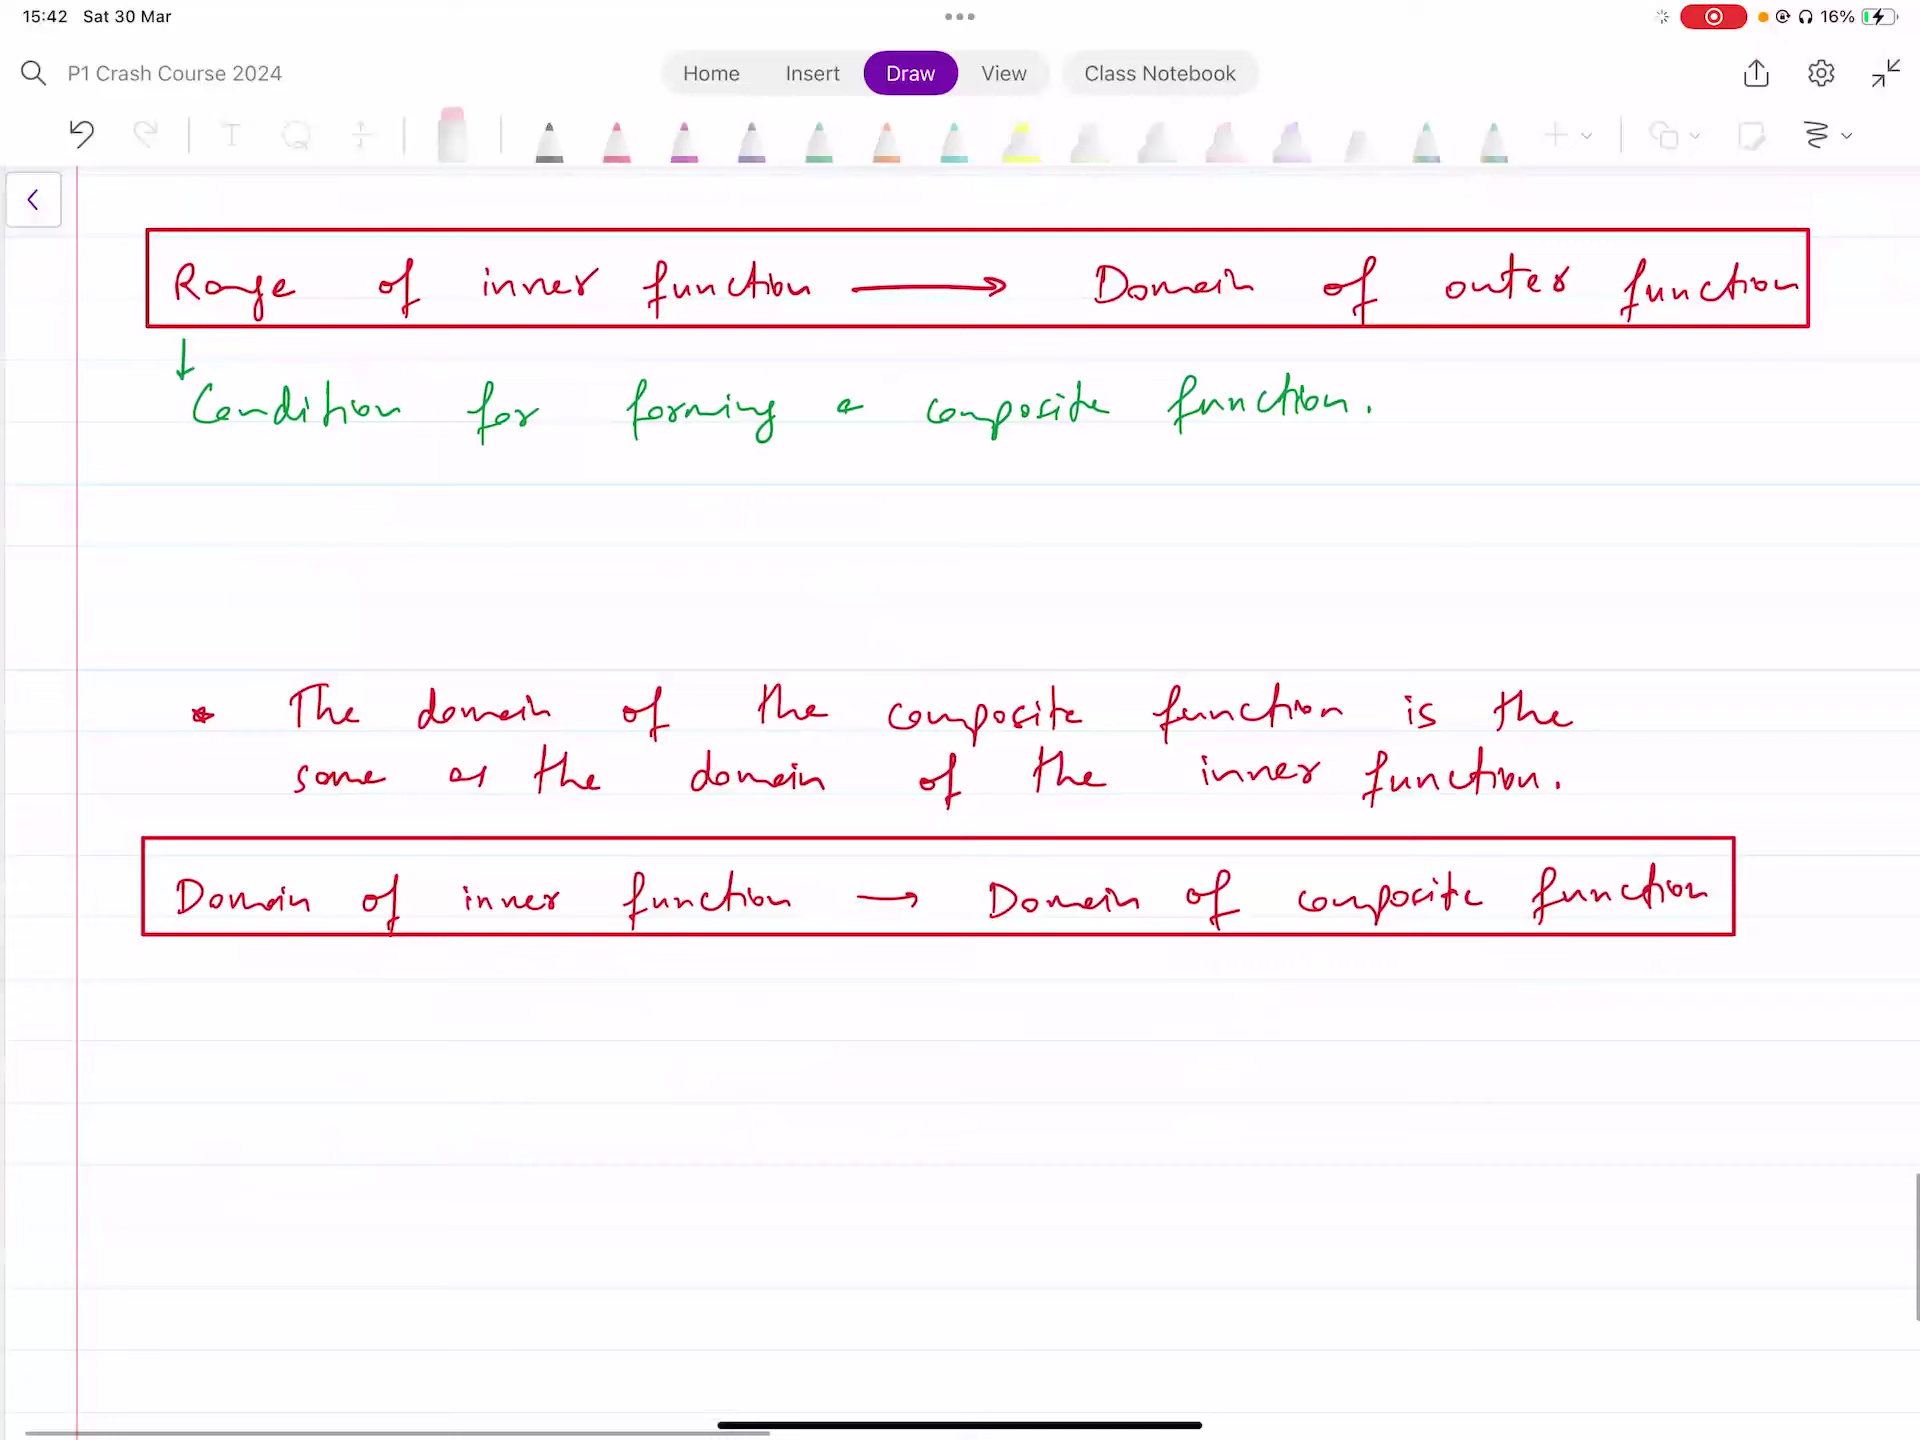 15:42 Sat 30 Mar
16%
P1 Crash Course 2024
Home Insert Draw View Class Notebook
Range of inner function → Domain of outer function
↓
Condition for forming a composite function.
* The domain of the composite function is the
same as the domain of the inner function.
Domain of inner function → Domain of composite function